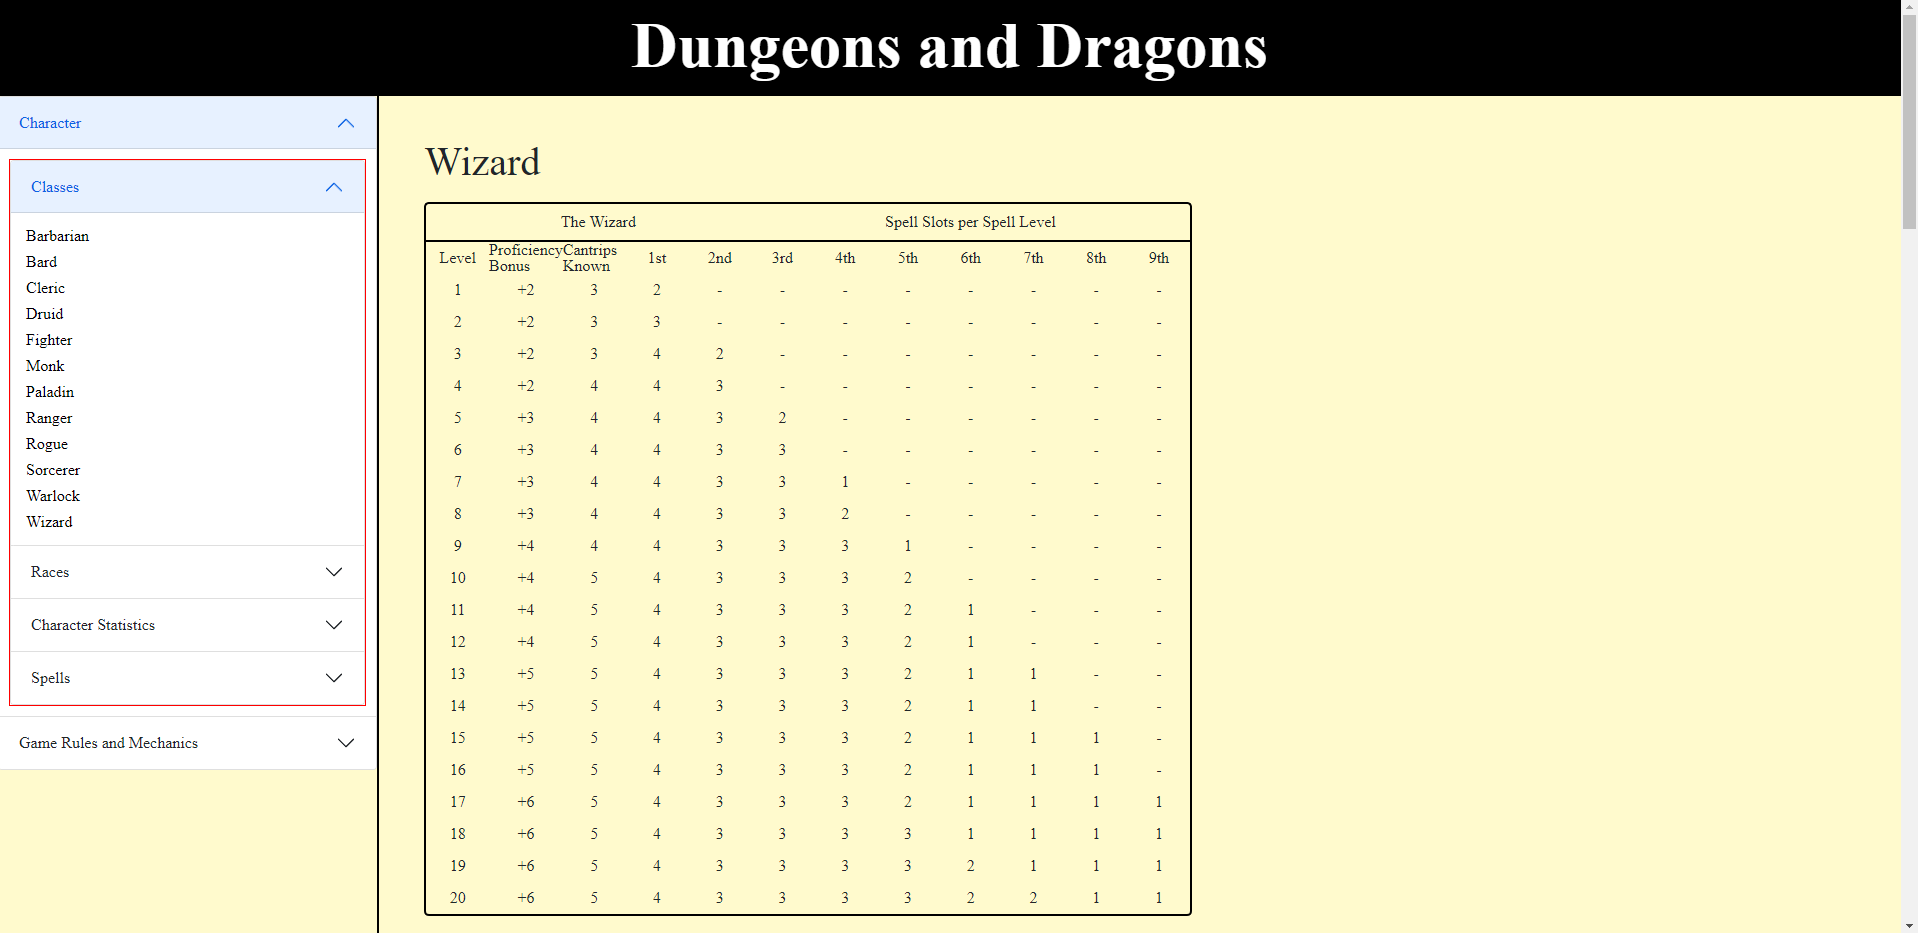 Dungeons and Dragons
Character
Classes
Barbarian
Bard
Cleric
Druid
Fighter
Monk
Paladin
Ranger
Rogue
Sorcerer
Warlock
Wizard
Races
Character Statistics
Spells
Game Rules and Mechanics
Wizard
The Wizard Spell Slots per Spell Level
Level Proficiency Bonus Cantrips Known 1st 2nd 3rd 4th 5th 6th 7th 8th 9th
1 +2 3 2 - - - - - - - -
2 +2 3 3 - - - - - - - -
3 +2 3 4 2 - - - - - - -
4 +2 4 4 3 - - - - - - -
5 +3 4 4 3 2 - - - - - -
6 +3 4 4 3 3 - - - - - -
7 +3 4 4 3 3 1 - - - - -
8 +3 4 4 3 3 2 - - - - -
9 +4 4 4 3 3 3 1 - - - -
10 +4 5 4 3 3 3 2 - - - -
11 +4 5 4 3 3 3 2 1 - - -
12 +4 5 4 3 3 3 2 1 - - -
13 +5 5 4 3 3 3 2 1 1 - -
14 +5 5 4 3 3 3 2 1 1 - -
15 +5 5 4 3 3 3 2 1 1 1 -
16 +5 5 4 3 3 3 2 1 1 1 -
17 +6 5 4 3 3 3 2 1 1 1 1
18 +6 5 4 3 3 3 3 1 1 1 1
19 +6 5 4 3 3 3 3 2 1 1 1
20 +6 5 4 3 3 3 3 2 2 1 1